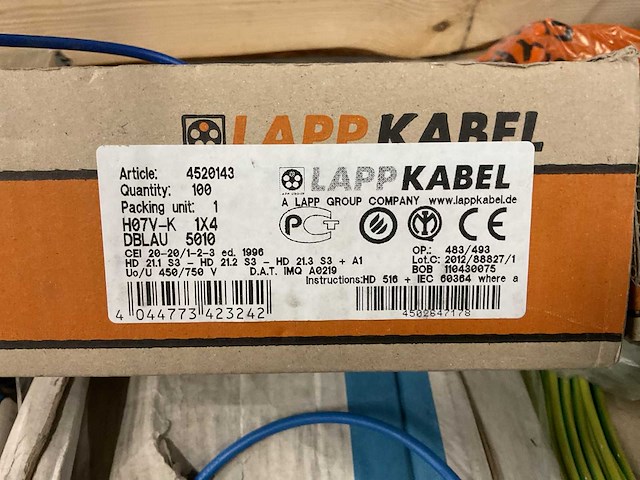 LAPP KABEL
Article: 4520143
Quantity: 100
Packing unit: 1
H07V-K 1X4
DBLAU 5010
CEI 20-20/1-2-3 ed. 1996
HD 21.1 S3 - HD 21.2 S3 - HD 21.3 S3 + A1
Uo/U 450/750 V D.A.T. IMQ A0219
LAPP KABEL
LAPP GROUP
A LAPP GROUP COMPANY www.lappkabel.de
CE
OP.: 483/493
Lot.C: 2012/88827/1
BOB 110430075
Instructions:HD 516 + IEC 60364 where a
4 044773 423242
4502647178